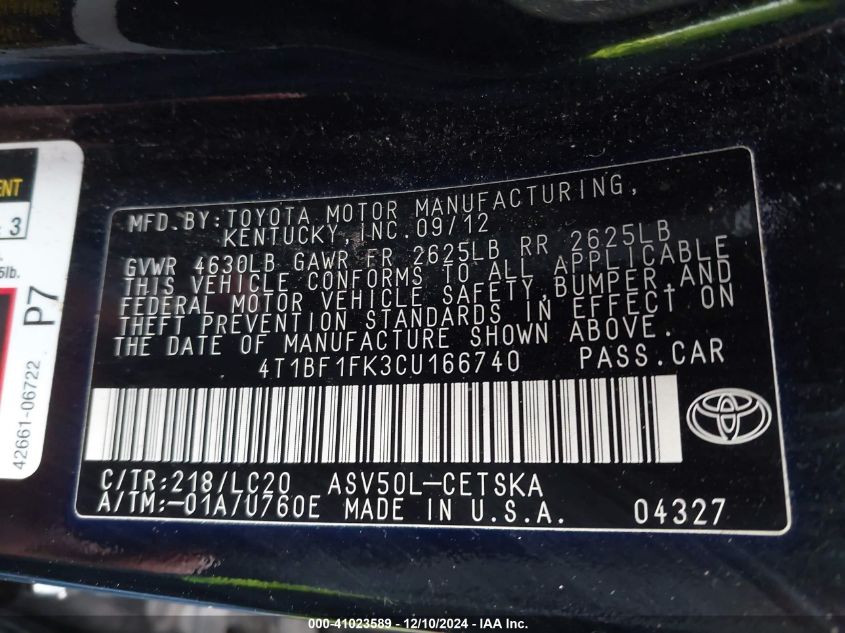 MFD.BY:TOYOTA MOTOR MANUFACTURING,
KENTUCKY, INC.09/12
GVWR 4630LB GAWR FR 2625LB RR 2625LB
THIS VEHICLE CONFORMS TO ALL APPLICABLE
FEDERAL MOTOR VEHICLE SAFETY,BUMPER,AND
THEFT PREVENTION STANDARDS IN EFFECT ON
THE DATE OF MANUFACTURE SHOWN ABOVE.
4T1BF1FK3CU166740 PASS.CAR
C/TR:218/LC20 ASV50L-CETSKA
A/TM:-01A/U760E MADE IN U.S.A. 04327
3
P7
42661-06722
000-41023589 - 12/10/2024 - IAA Inc.